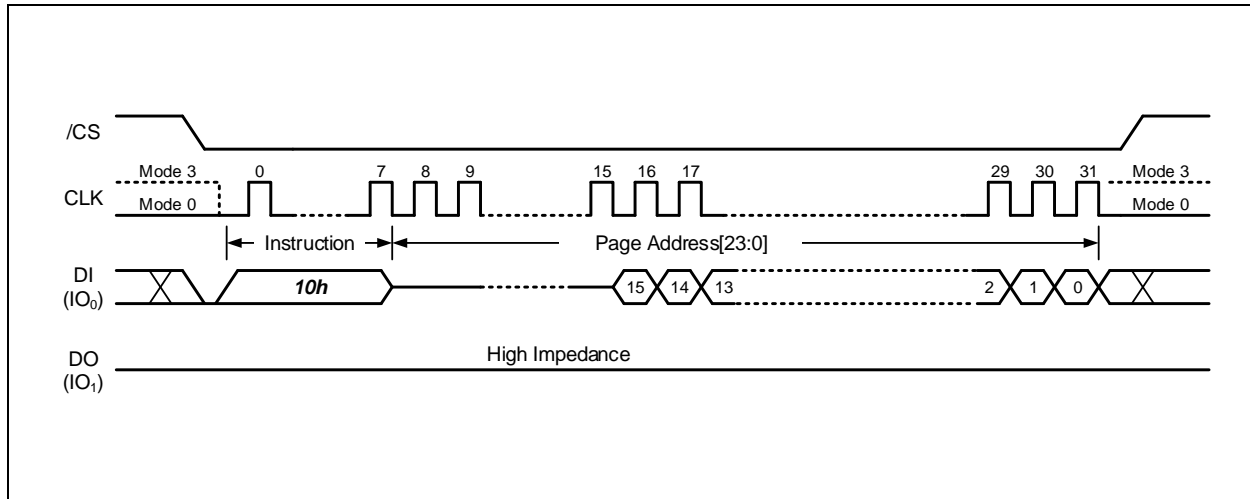 /CS
Mode 3 0 7 8 9 15 16 17 29 30 31 Mode 3
CLK
Mode 0 Mode 0
Instruction Page Address[23:0]
DI
(IO₀)
10h 15 14 13 2 1 0
High Impedance
DO
(IO₁)